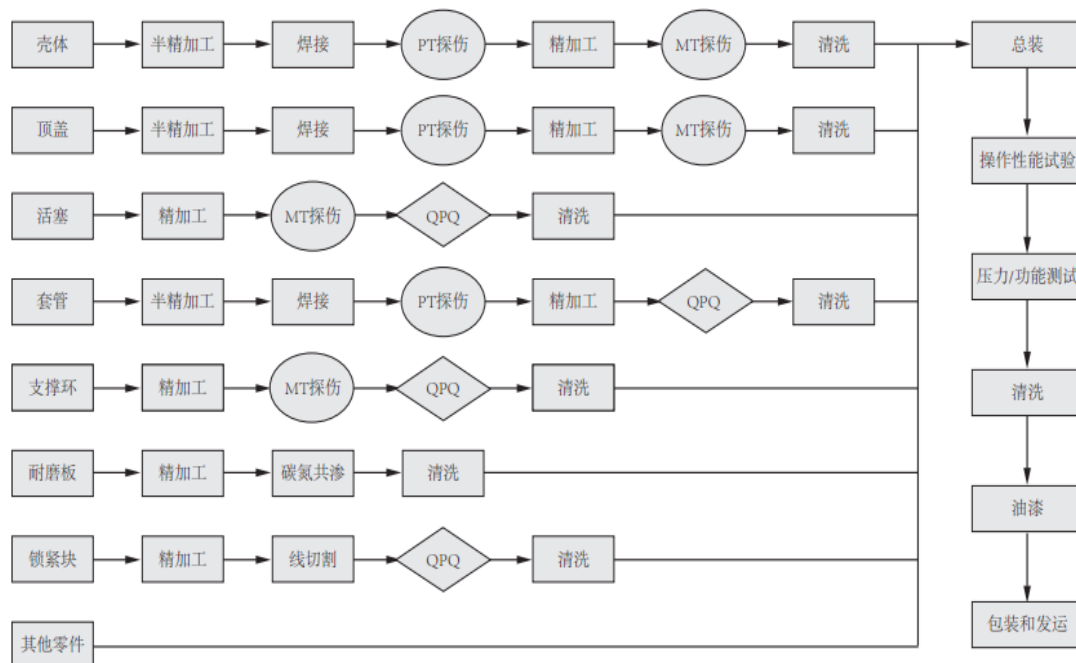 壳体 半精加工 焊接 PT探伤 精加工 MT探伤 清洗 总装
顶盖 半精加工 焊接 PT探伤 精加工 MT探伤 清洗
操作性能试验
活塞 精加工 MT探伤 QPQ 清洗
压力/功能测试
套管 半精加工 焊接 PT探伤 精加工 QPQ 清洗
支撑环 精加工 MT探伤 QPQ 清洗
清洗
耐磨板 精加工 碳氮共渗 清洗
油漆
锁紧块 精加工 线切割 QPQ 清洗
包装和发运
其他零件